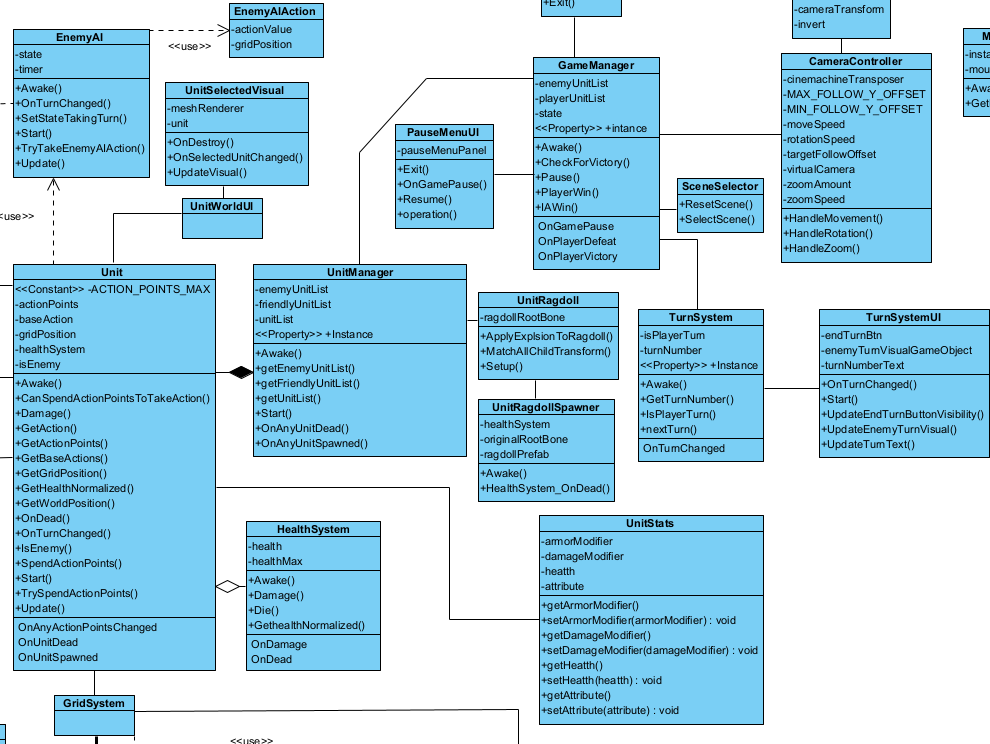 EnemyAIAction
-actionValue
-gridPosition
<<use>>
EnemyAI
-state
-timer
+Awake()
+OnTurnChanged()
+SetStateTakingTurn()
+Start()
+TryTakeEnemyAIAction()
+Update()
+Exit()
-cameraTransform
-invert
UnitSelectedVisual
-meshRenderer
-unit
+OnDestroy()
+OnSelectedUnitChanged()
+UpdateVisual()
UnitWorldUI
PauseMenuUI
-pauseMenuPanel
+Exit()
+OnGamePause()
+Resume()
+operation()
GameManager
-enemyUnitList
-playerUnitList
-state
<<Property>> +intance
+Awake()
+CheckForVictory()
+Pause()
+PlayerWin()
+IAWin()
OnGamePause
OnPlayerDefeat
OnPlayerVictory
SceneSelector
+ResetScene()
+SelectScene()
CameraController
-cinemachineTransposer
-MAX_FOLLOW_Y_OFFSET
-MIN_FOLLOW_Y_OFFSET
-moveSpeed
-rotationSpeed
-targetFollowOffset
-virtualCamera
-zoomAmount
-zoomSpeed
+HandleMovement()
+HandleRotation()
+HandleZoom()
M
-insta
-mou
+Awa
+Get
<use>>
Unit
<<Constant>> -ACTION_POINTS_MAX
-actionPoints
-baseAction
-gridPosition
-healthSystem
-isEnemy
+Awake()
+CanSpendActionPointsToTakeAction()
+Damage()
+GetAction()
+GetActionPoints()
+GetBaseActions()
+GetGridPosition()
+GetHealthNormalized()
+GetWorldPosition()
+OnDead()
+OnTurnChanged()
+IsEnemy()
+SpendActionPoints()
+Start()
+TrySpendActionPoints()
+Update()
OnAnyActionPointsChanged
OnUnitDead
OnUnitSpawned
UnitManager
-enemyUnitList
-friendlyUnitList
-unitList
<<Property>> +Instance
+Awake()
+getEnemyUnitList()
+getFriendlyUnitList()
+getUnitList()
+Start()
+OnAnyUnitDead()
+OnAnyUnitSpawned()
UnitRagdoll
-ragdollRootBone
+ApplyExplsionToRagdoll()
+MatchAllChildTransform()
+Setup()
UnitRagdollSpawner
-healthSystem
-originalRootBone
-ragdollPrefab
+Awake()
+HealthSystem_OnDead()
TurnSystem
-isPlayerTurn
-turnNumber
<<Property>> +Instance
+Awake()
+GetTurnNumber()
+IsPlayerTurn()
+nextTurn()
OnTurnChanged
TurnSystemUI
-endTurnBtn
-enemyTurnVisualGameObject
-turnNumberText
+OnTurnChanged()
+Start()
+UpdateEndTurnButtonVisibility()
+UpdateEnemyTurnVisual()
+UpdateTurnText()
HealthSystem
-health
-healthMax
+Awake()
+Damage()
+Die()
+GethealthNormalized()
OnDamage
OnDead
UnitStats
-armorModifier
-damageModifier
-heatth
-attribute
+getArmorModifier()
+setArmorModifier(armorModifier) : void
+getDamageModifier()
+setDamageModifier(damageModifier) : void
+getHeatth()
+setHeatth(heatth) : void
+getAttribute()
+setAttribute(attribute) : void
GridSystem
<<use>>